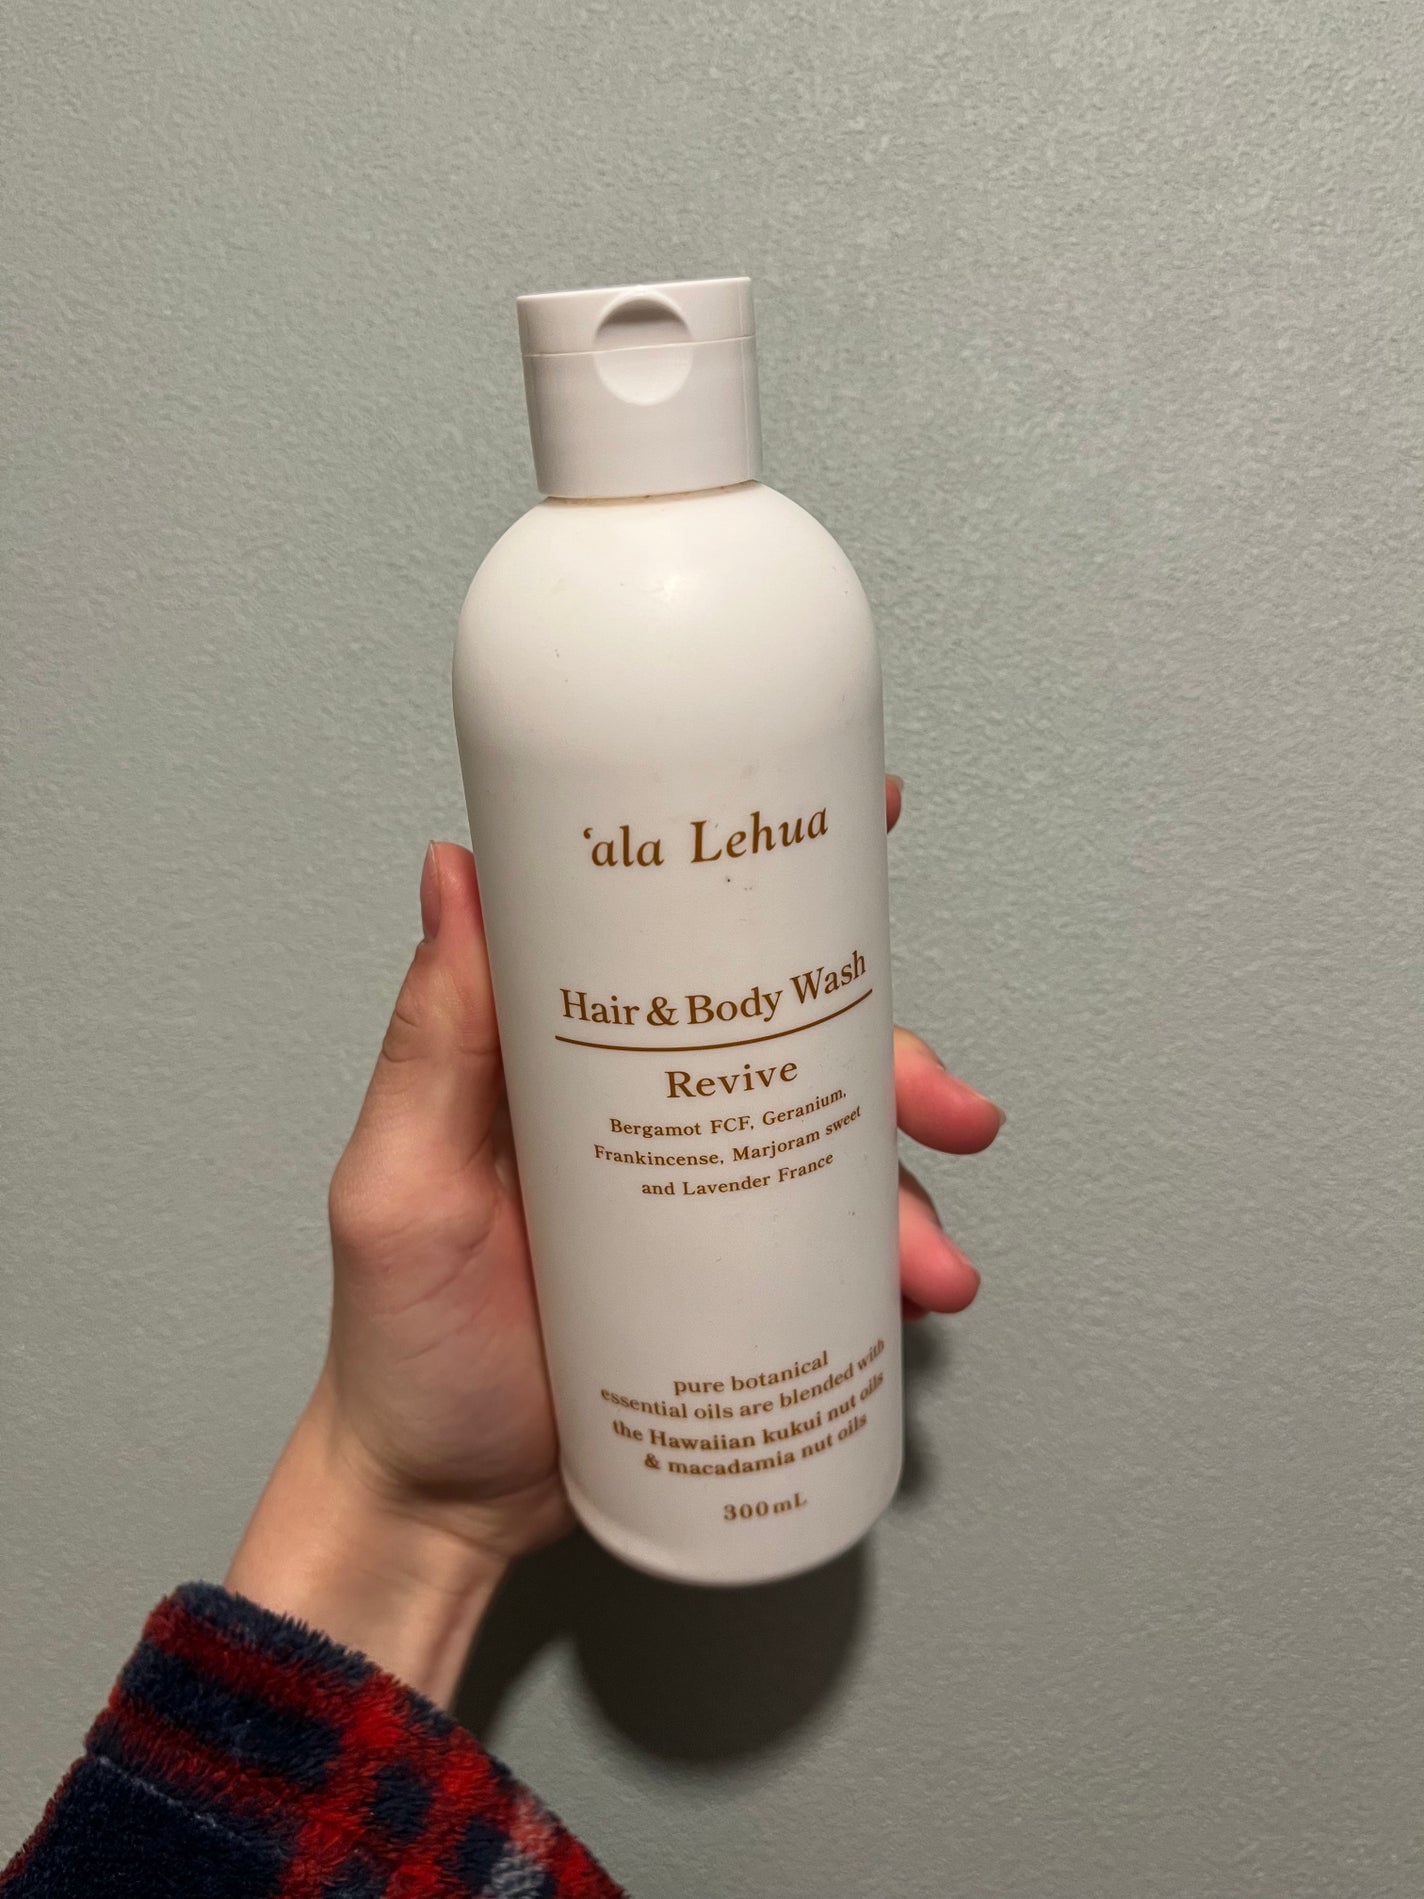 ʻala Lehua
Hair & Body Wash
Revive
Bergamot FCF, Geranium,
Frankincense, Marjoram sweet
and Lavender France
pure botanical
essential oils are blended with
the Hawaiian kukui nut oils
& macadamia nut oils
300mL